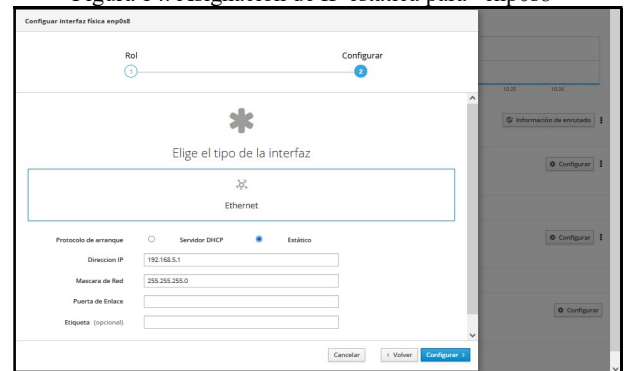 Configuar interfaz física enp0s8
Rol
Configurar
1
2
10:25
10:26
Información de enrutado
Elige el tipo de la interfaz
Configurar
Ethernet
Protocolo de arranque
Servidor DHCP
Estático
Configurar
Direccion IP
192.168.5.1
Mascara de Red
255.255.255.0
Puerta de Enlace
Configurar
Etiqueta (opcional)
Cancelar
< Volver
Configurar >